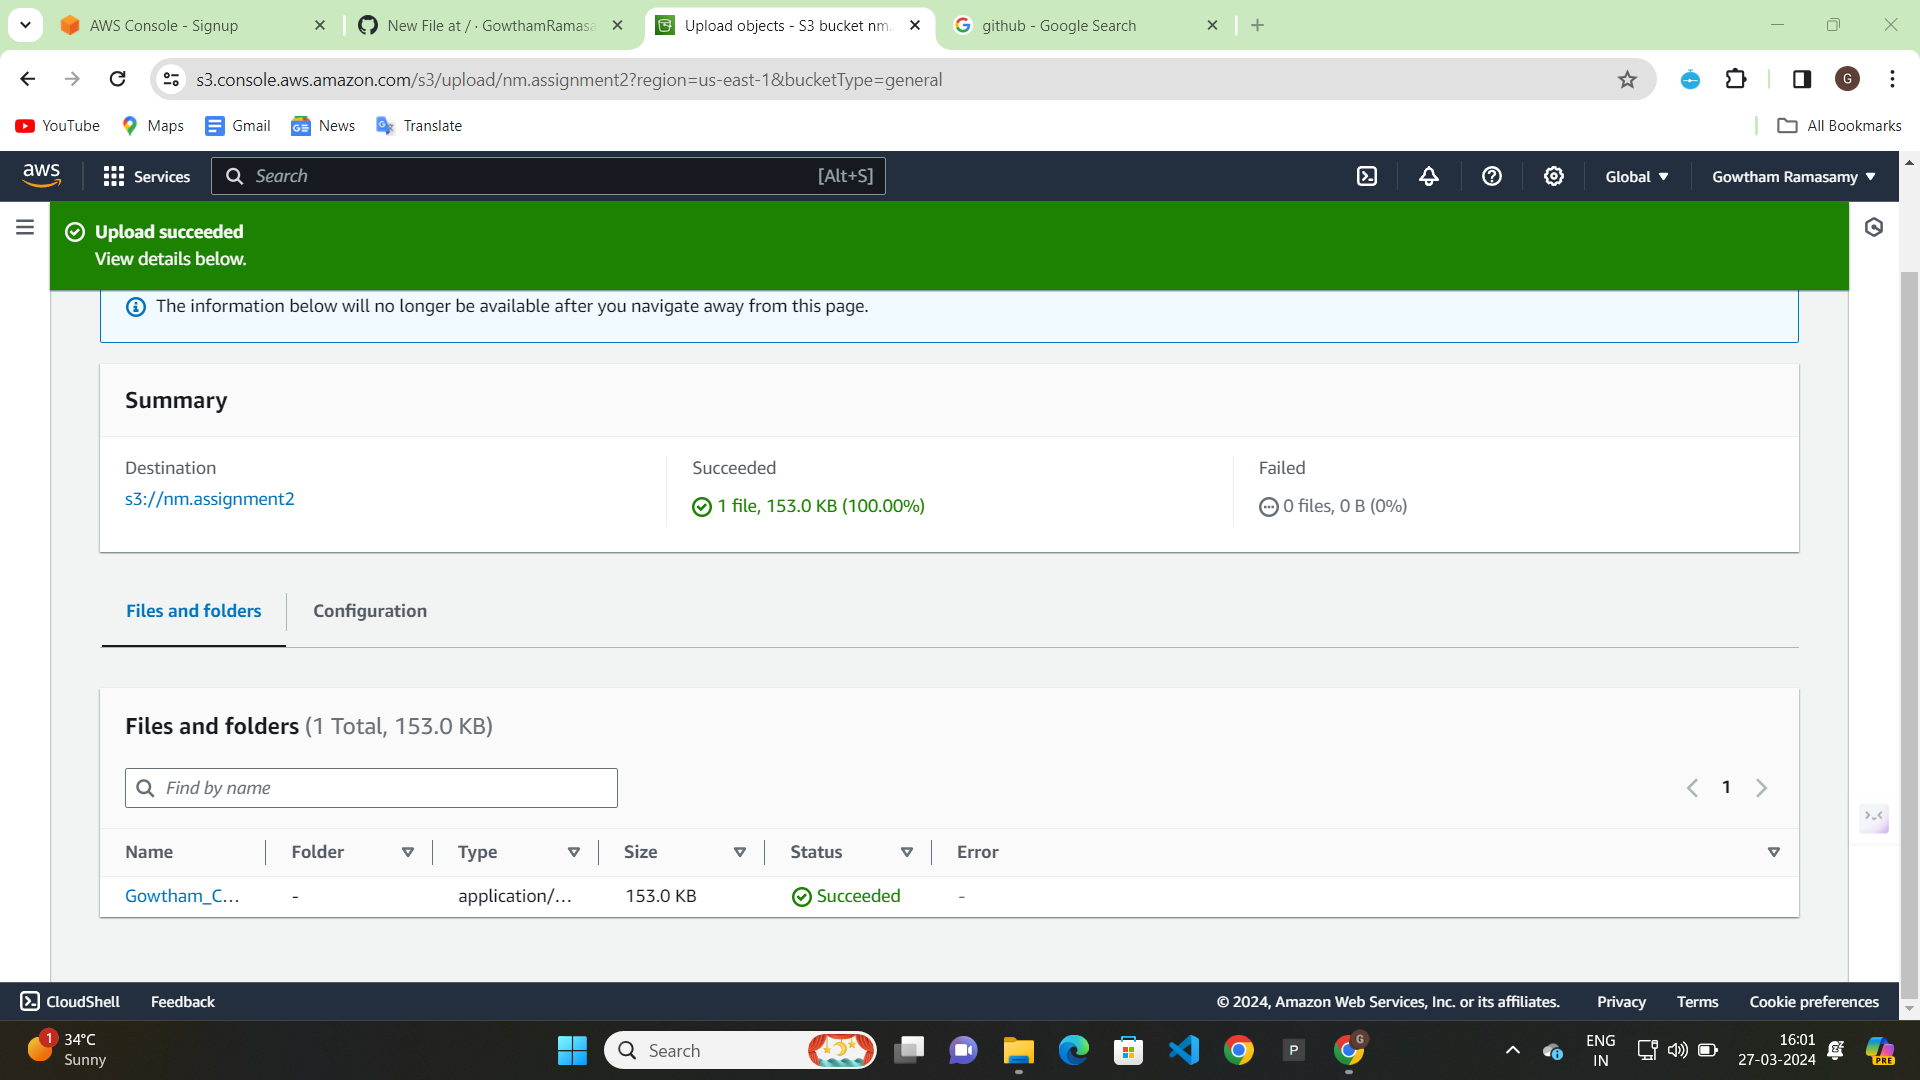 AWS Console - Signup
New File at / · GowthamRamasa
Upload objects - S3 bucket nm.
github - Google Search
s3.console.aws.amazon.com/s3/upload/nm.assignment2?region=us-east-1&bucketType=general
G
YouTube
Maps
Gmail
News
Translate
All Bookmarks
aws
Services
Search
[Alt+S]
Global
Gowtham Ramasamy
Upload succeeded
View details below.
The information below will no longer be available after you navigate away from this page.
Summary
Destination
Succeeded
Failed
s3://nm.assignment2
1 file, 153.0 KB (100.00%)
0 files, 0 B (0%)
Files and folders
Configuration
Files and folders (1 Total, 153.0 KB)
Find by name
1
Name Folder Type Size Status Error
Gowtham_C... - application/... 153.0 KB Succeeded -
CloudShell
Feedback
© 2024, Amazon Web Services, Inc. or its affiliates.
Privacy
Terms
Cookie preferences
1
34°C
Sunny
Search
P
G
ENG
IN
16:01
27-03-2024
PRE